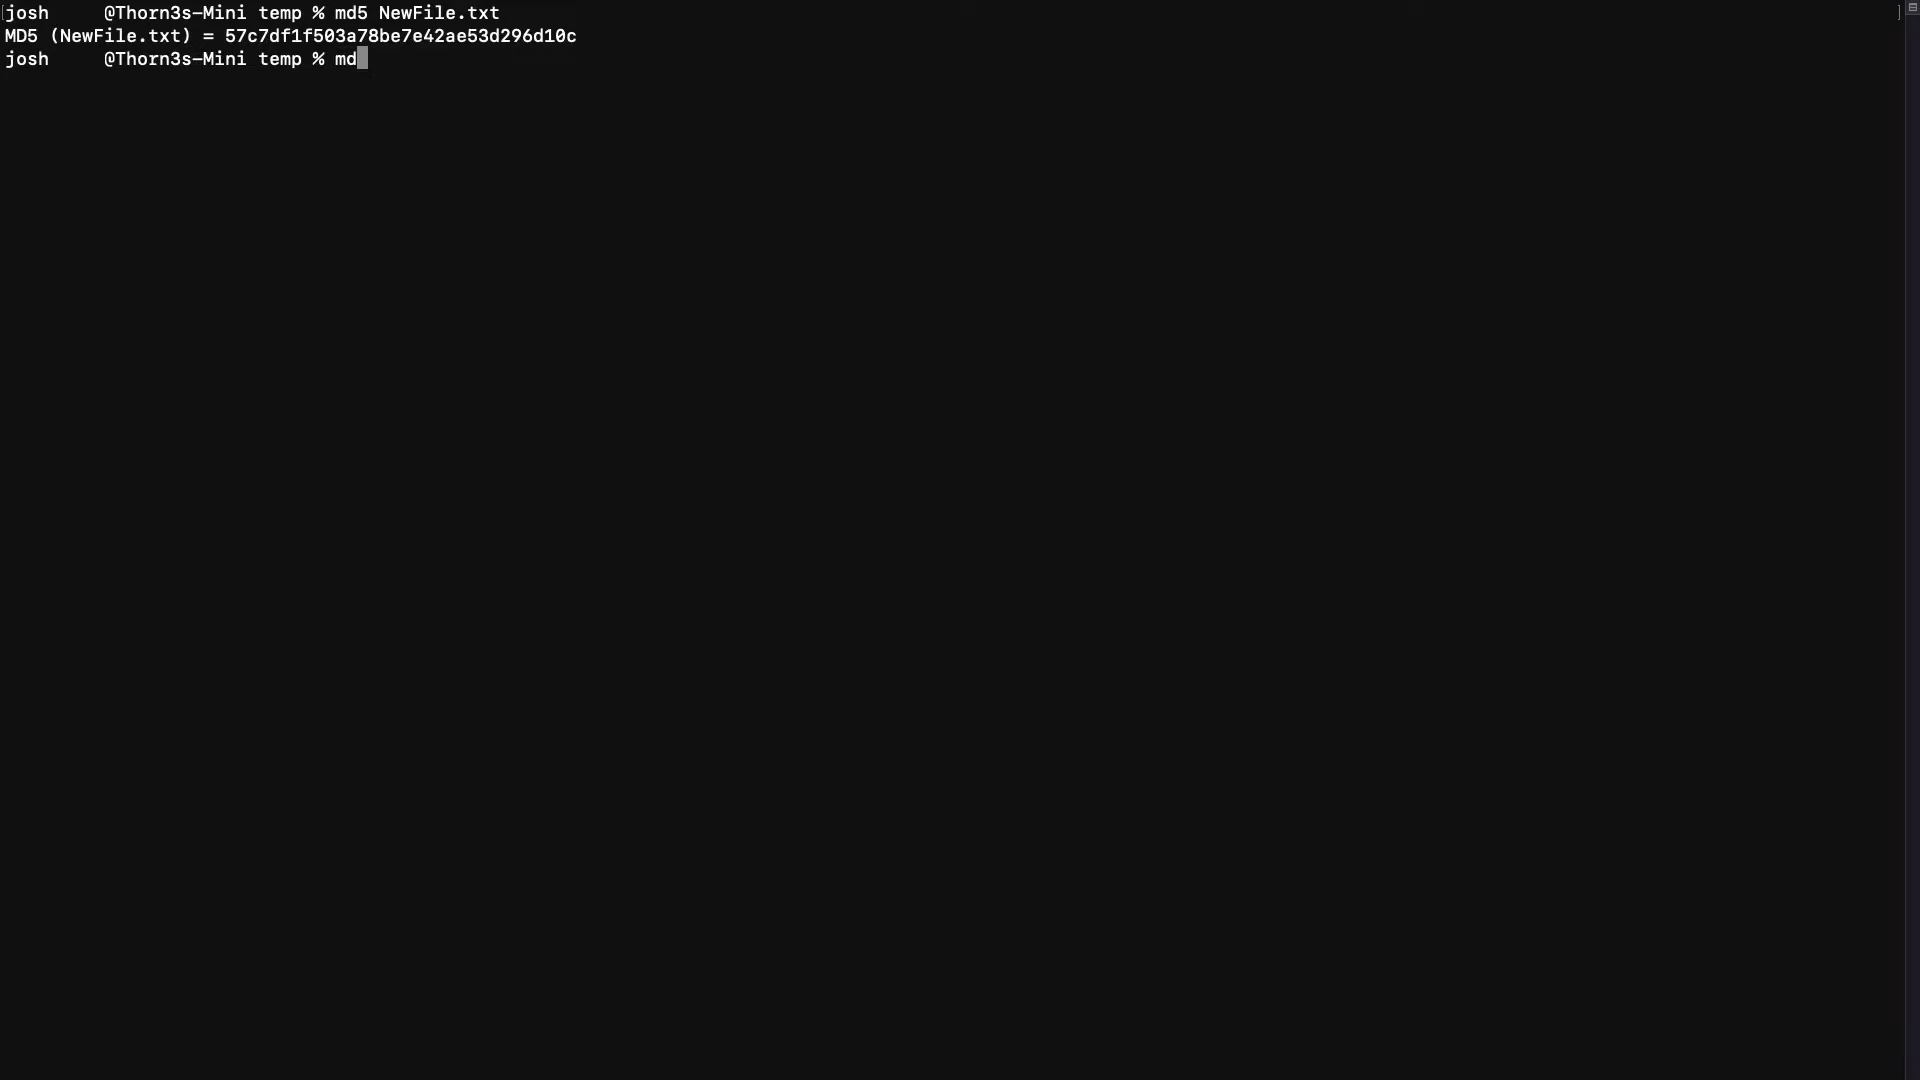 josh     @Thorn3s-Mini temp % md5 NewFile.txt
MD5 (NewFile.txt) = 57c7df1f503a78be7e42ae53d296d10c
josh     @Thorn3s-Mini temp % md